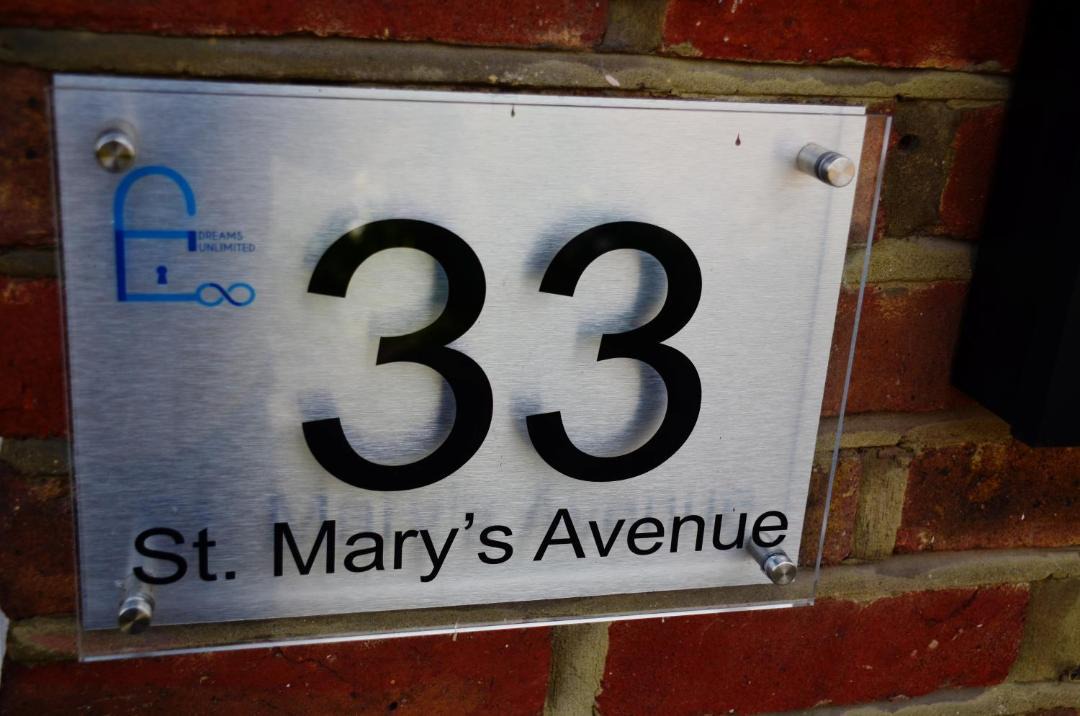 DREAMS
UNLIMITED
33
St. Mary's Avenue